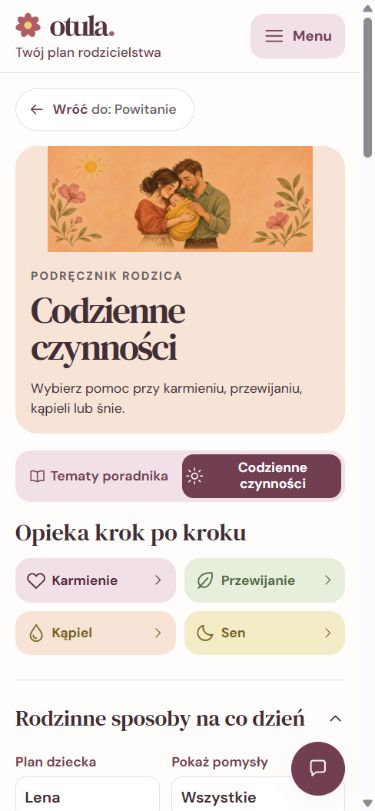 otula.
Twój plan rodzicielstwa
Menu
Wróć do: Powitanie
PODRĘCZNIK RODZICA
Codzienne
czynności
Wybierz pomoc przy karmieniu, przewijaniu,
kąpieli lub śnie.
Tematy poradnika
Codzienne
czynności
Opieka krok po kroku
Karmienie
Przewijanie
Kąpiel
Sen
Rodzinne sposoby na co dzień
Plan dziecka
Pokaż pomysły
Lena
Wszystkie